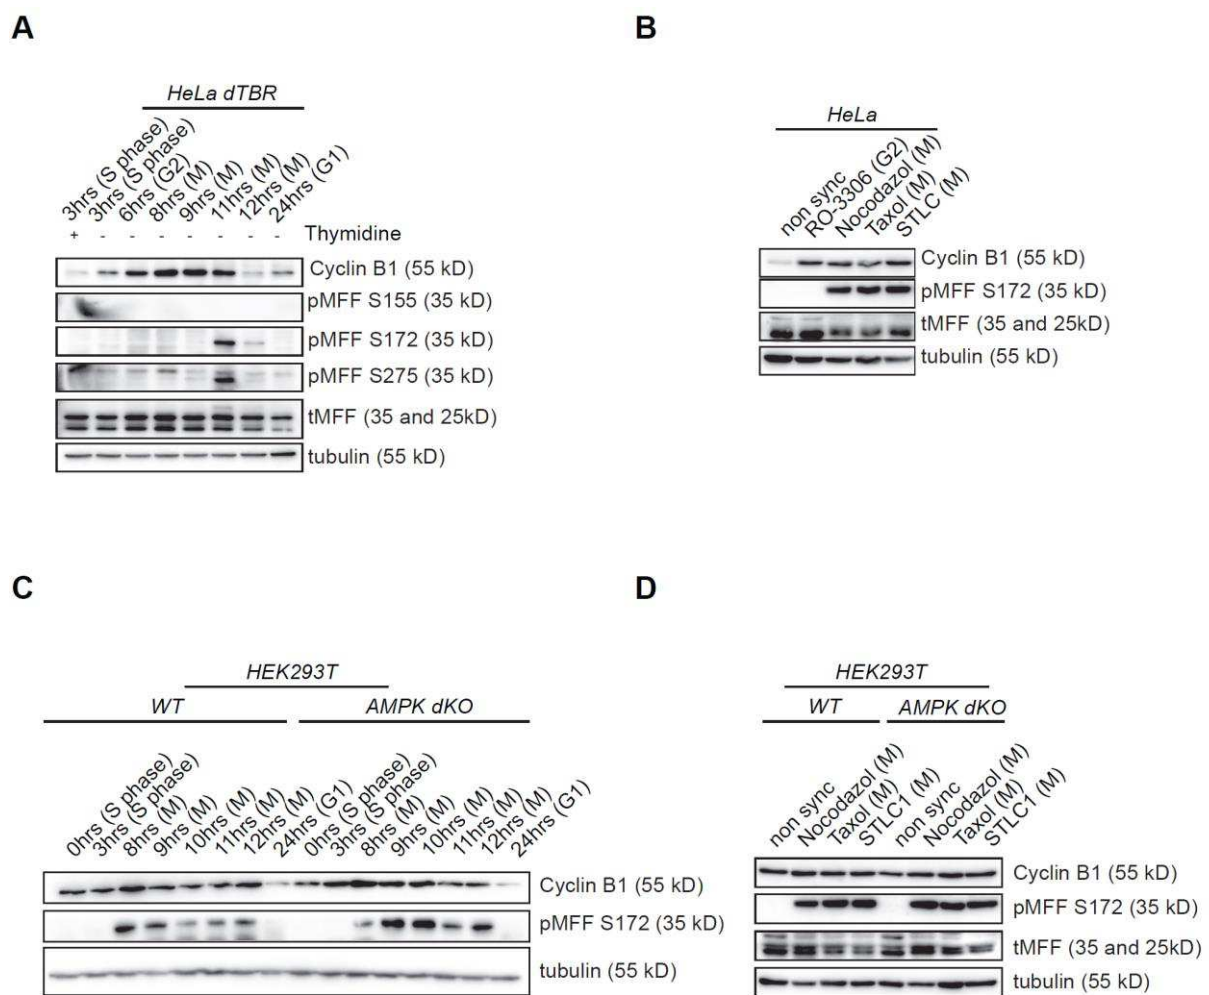 A
HeLa dTBR
3hrs (S phase)
3hrs (S phase)
6hrs (G2)
8hrs (M)
9hrs (M)
11hrs (M)
12hrs (M)
24hrs (G1)
+ - - - - - - - Thymidine
Cyclin B1 (55 kD)
pMFF S155 (35 kD)
pMFF S172 (35 kD)
pMFF S275 (35 kD)
tMFF (35 and 25kD)
tubulin (55 kD)
B
HeLa
non sync
RO-3306 (G2)
Nocodazol (M)
Taxol (M)
STLC (M)
Cyclin B1 (55 kD)
pMFF S172 (35 kD)
tMFF (35 and 25kD)
tubulin (55 kD)
C
HEK293T
WT AMPK dKO
0hrs (S phase)
3hrs (S phase)
8hrs (M)
9hrs (M)
10hrs (M)
11hrs (M)
12hrs (M)
24hrs (G1)
0hrs (S phase)
3hrs (S phase)
8hrs (M)
9hrs (M)
10hrs (M)
11hrs (M)
12hrs (M)
24hrs (G1)
Cyclin B1 (55 kD)
pMFF S172 (35 kD)
tubulin (55 kD)
D
HEK293T
WT AMPK dKO
non sync
Nocodazol (M)
Taxol (M)
STLC1 (M)
non sync
Nocodazol (M)
Taxol (M)
STLC1 (M)
Cyclin B1 (55 kD)
pMFF S172 (35 kD)
tMFF (35 and 25kD)
tubulin (55 kD)